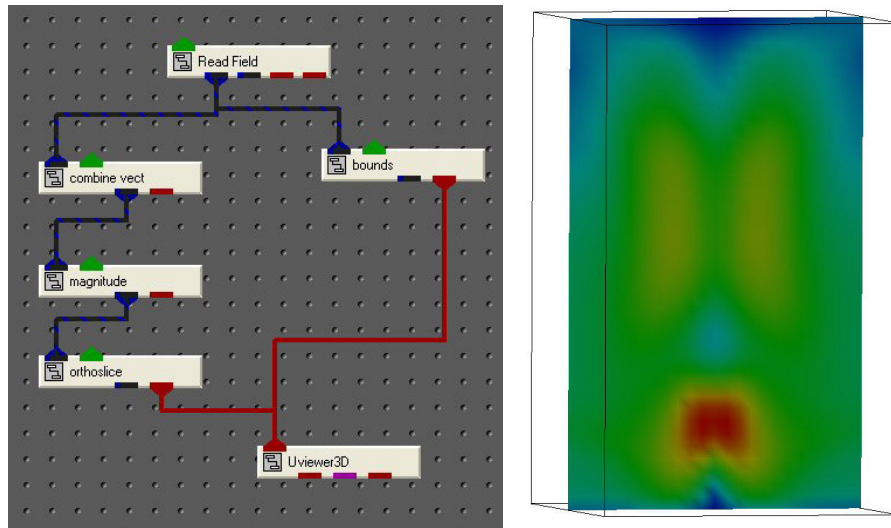 Read Field
bounds
combine vect
magnitude
orthoslice
Uviewer3D